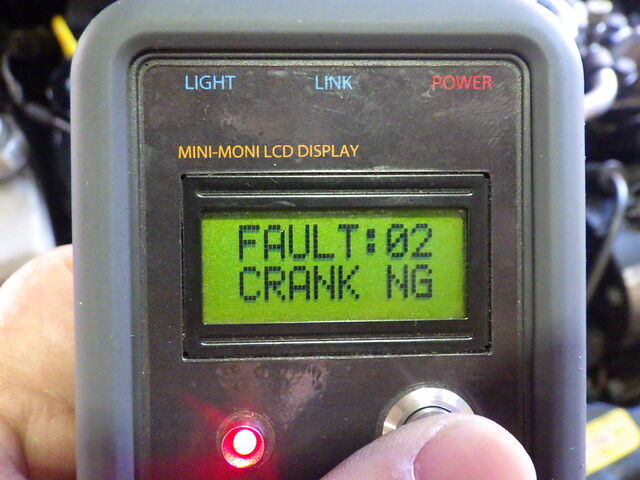 LIGHT LINK POWER
MINI-MONI LCD DISPLAY
FAULT:02
CRANK NG